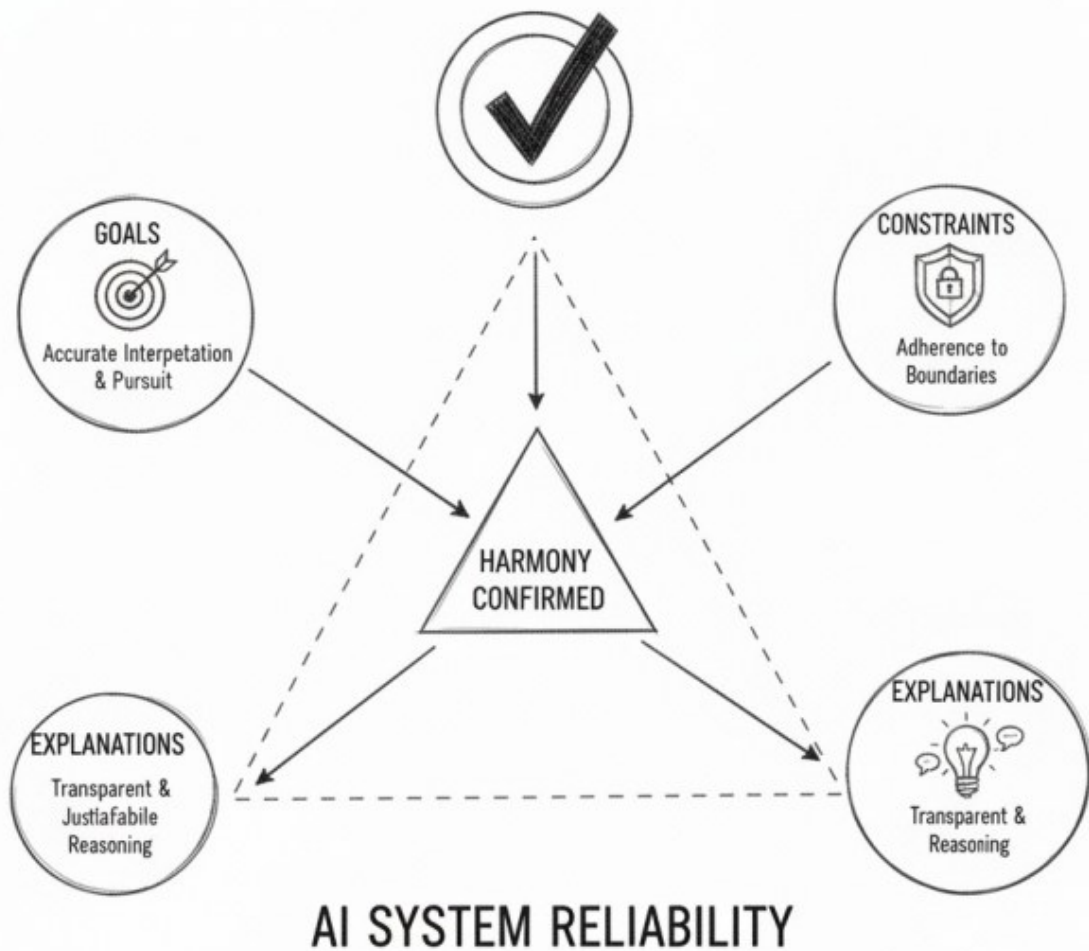 GOALS
Accurate Interpetation
& Pursuit
CONSTRAINTS
Adherence to
Boundaries
HARMONY
CONFIRMED
EXPLANATIONS
Transparent &
Justlafabile
Reasoning
EXPLANATIONS
Transparent &
Reasoning
AI SYSTEM RELIABILITY